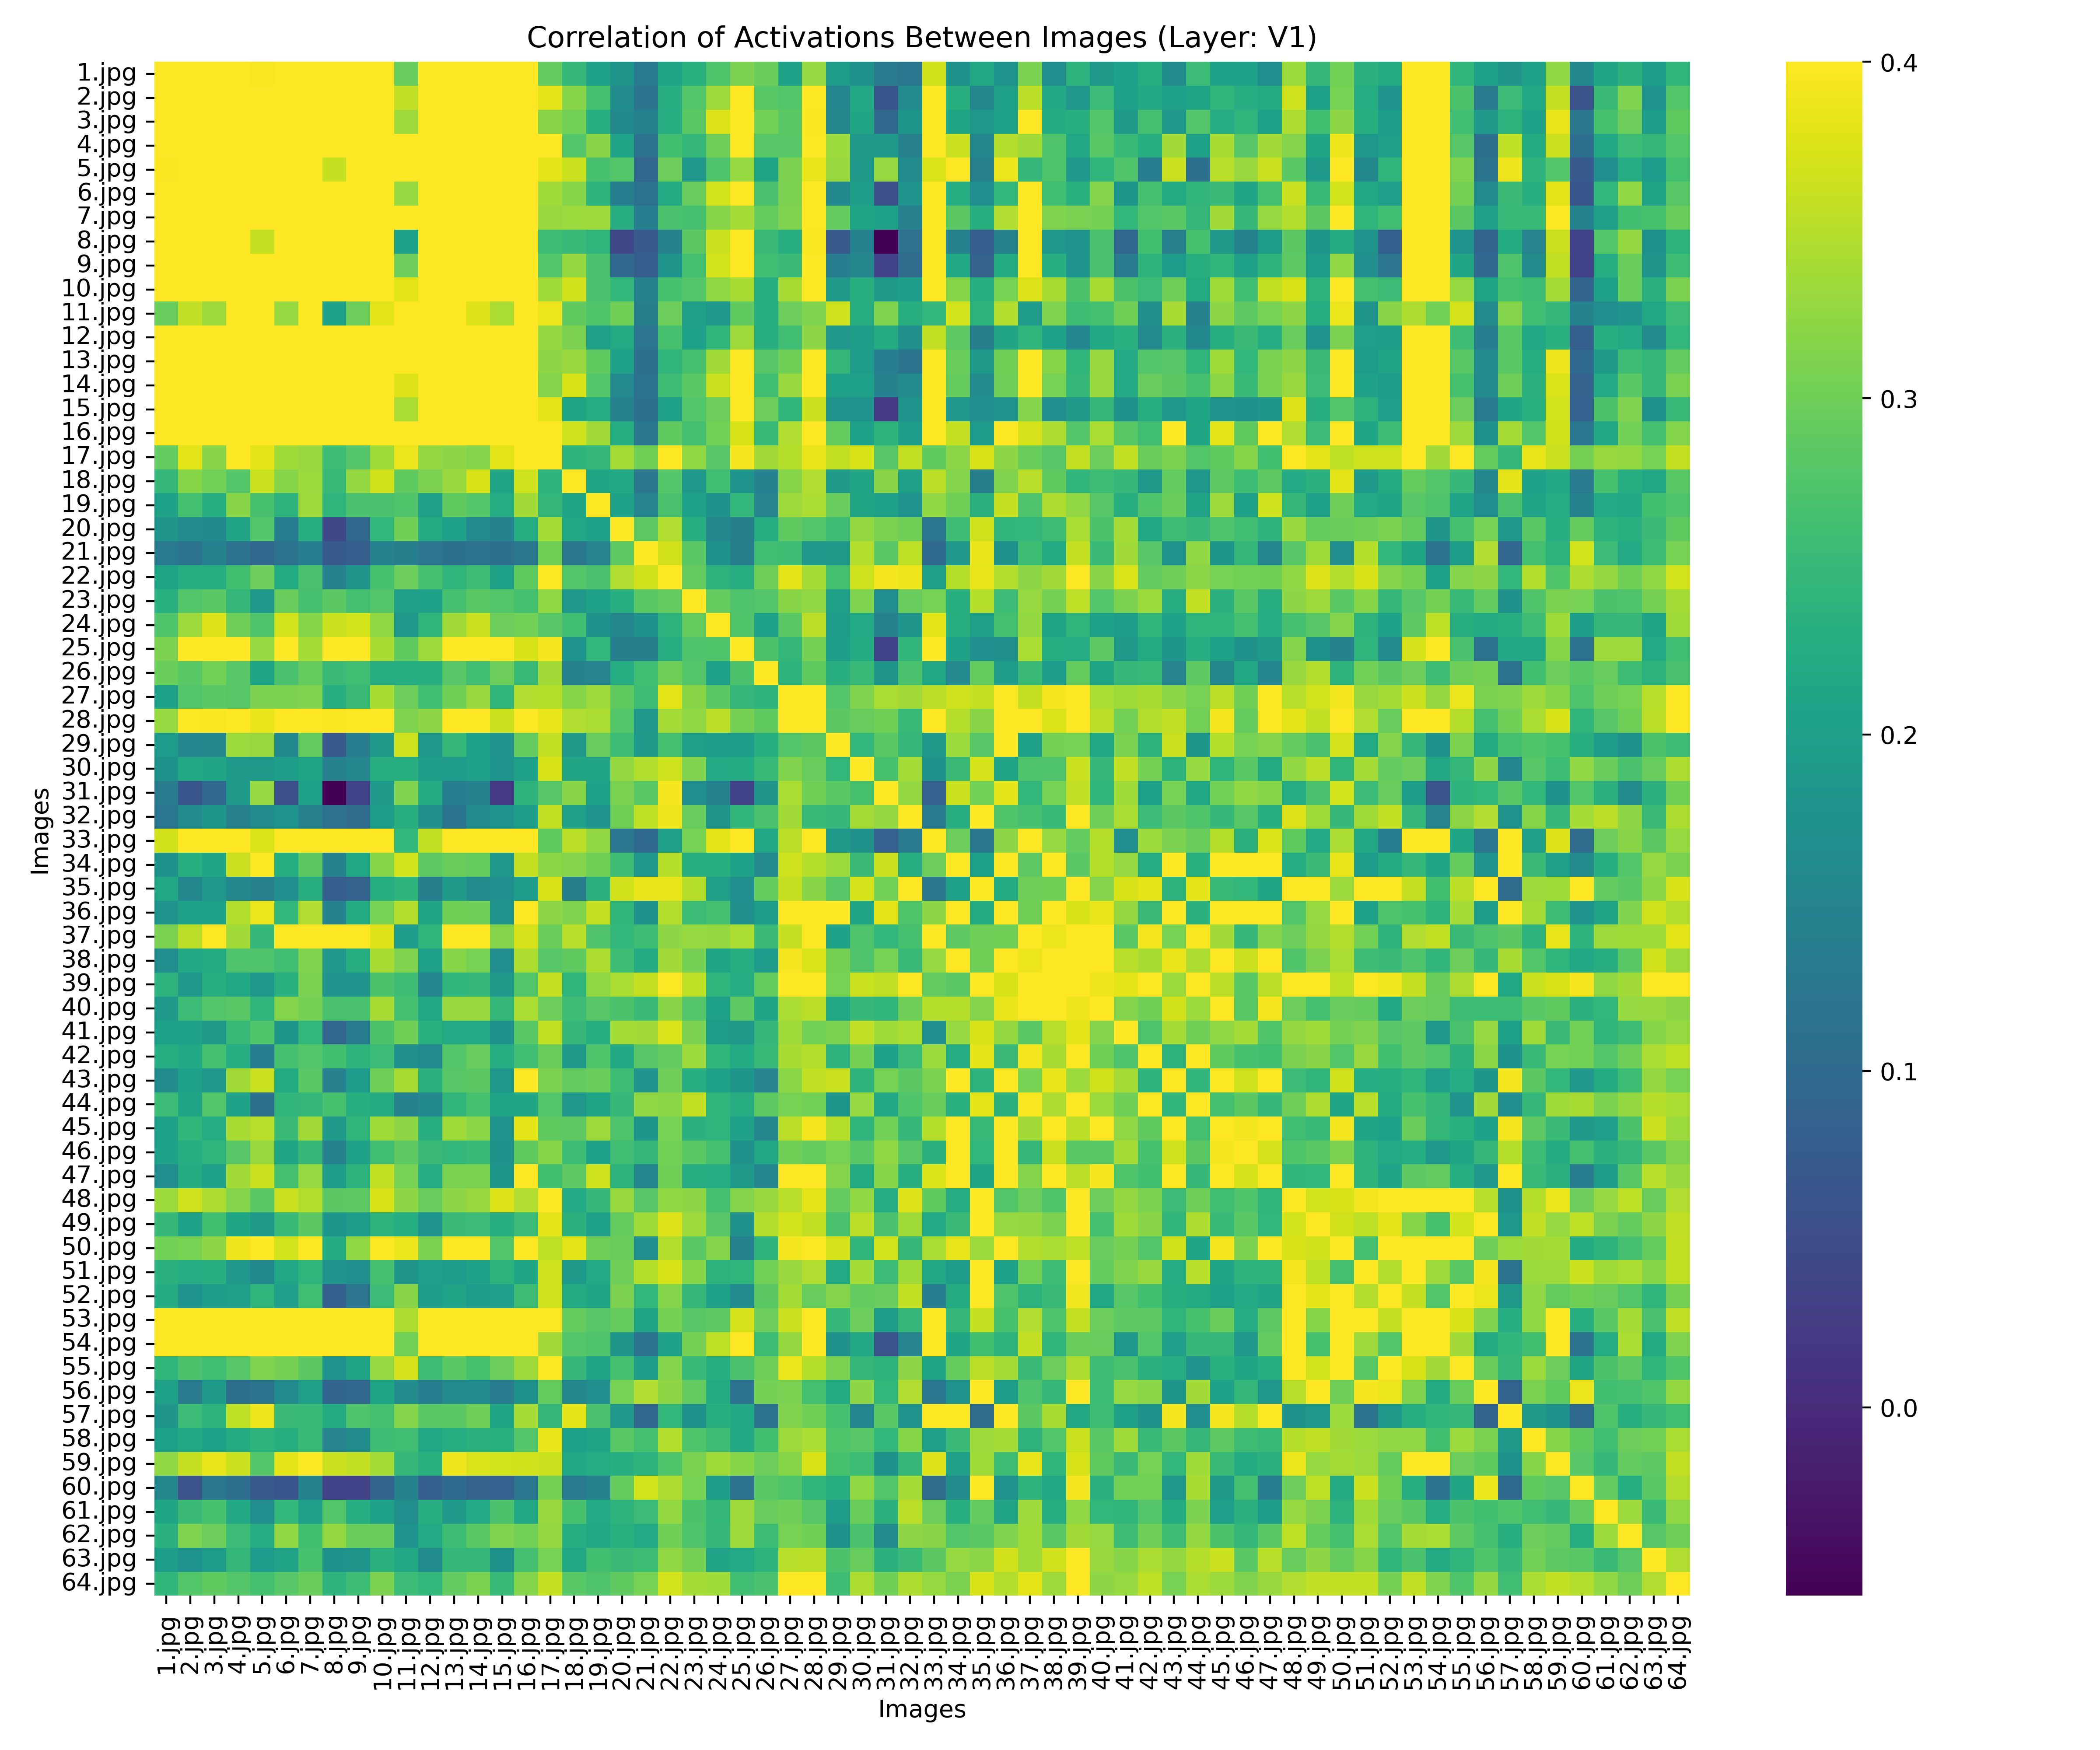 Correlation of Activations Between Images (Layer: V1)
1.jpg
2.jpg
3.jpg
4.jpg
5.jpg
6.jpg
7.jpg
8.jpg
9.jpg
10.jpg
11.jpg
12.jpg
13.jpg
14.jpg
15.jpg
16.jpg
17.jpg
18.jpg
19.jpg
20.jpg
21.jpg
22.jpg
23.jpg
24.jpg
25.jpg
26.jpg
27.jpg
28.jpg
29.jpg
30.jpg
31.jpg
32.jpg
33.jpg
34.jpg
35.jpg
36.jpg
37.jpg
38.jpg
39.jpg
40.jpg
41.jpg
42.jpg
43.jpg
44.jpg
45.jpg
46.jpg
47.jpg
48.jpg
49.jpg
50.jpg
51.jpg
52.jpg
53.jpg
54.jpg
55.jpg
56.jpg
57.jpg
58.jpg
59.jpg
60.jpg
61.jpg
62.jpg
63.jpg
64.jpg
Images
1.jpg
2.jpg
3.jpg
4.jpg
5.jpg
6.jpg
7.jpg
8.jpg
9.jpg
10.jpg
11.jpg
12.jpg
13.jpg
14.jpg
15.jpg
16.jpg
17.jpg
18.jpg
19.jpg
20.jpg
21.jpg
22.jpg
23.jpg
24.jpg
25.jpg
26.jpg
27.jpg
28.jpg
29.jpg
30.jpg
31.jpg
32.jpg
33.jpg
34.jpg
35.jpg
36.jpg
37.jpg
38.jpg
39.jpg
40.jpg
41.jpg
42.jpg
43.jpg
44.jpg
45.jpg
46.jpg
47.jpg
48.jpg
49.jpg
50.jpg
51.jpg
52.jpg
53.jpg
54.jpg
55.jpg
56.jpg
57.jpg
58.jpg
59.jpg
60.jpg
61.jpg
62.jpg
63.jpg
64.jpg
Images
0.4
0.3
0.2
0.1
0.0